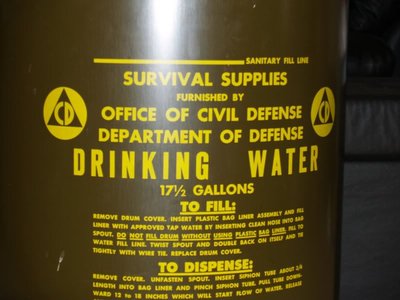 SANITARY FILL LINE
SURVIVAL SUPPLIES
FURNISHED BY
CD OFFICE OF CIVIL DEFENSE CD
DEPARTMENT OF DEFENSE
DRINKING WATER
17½ GALLONS
TO FILL:
REMOVE DRUM COVER. INSERT PLASTIC BAG LINER ASSEMBLY AND FILL
LINER WITH APPROVED TAP WATER BY INSERTING CLEAN HOSE INTO BAG
SPOUT. DO NOT FILL DRUM WITHOUT USING PLASTIC BAG LINER. FILL TO
WATER FILL LINE. TWIST SPOUT AND DOUBLE BACK ON ITSELF AND TIE
TIGHTLY WITH WIRE TIE. REPLACE DRUM COVER.
TO DISPENSE:
REMOVE COVER. UNFASTEN SPOUT. INSERT SIPHON TUBE ABOUT 3/4
LENGTH INTO BAG LINER AND PINCH SIPHON TUBE. PULL TUBE DOWN-
WARD 12 to 18 INCHES WHICH WILL START FLOW OF WATER. RELEASE